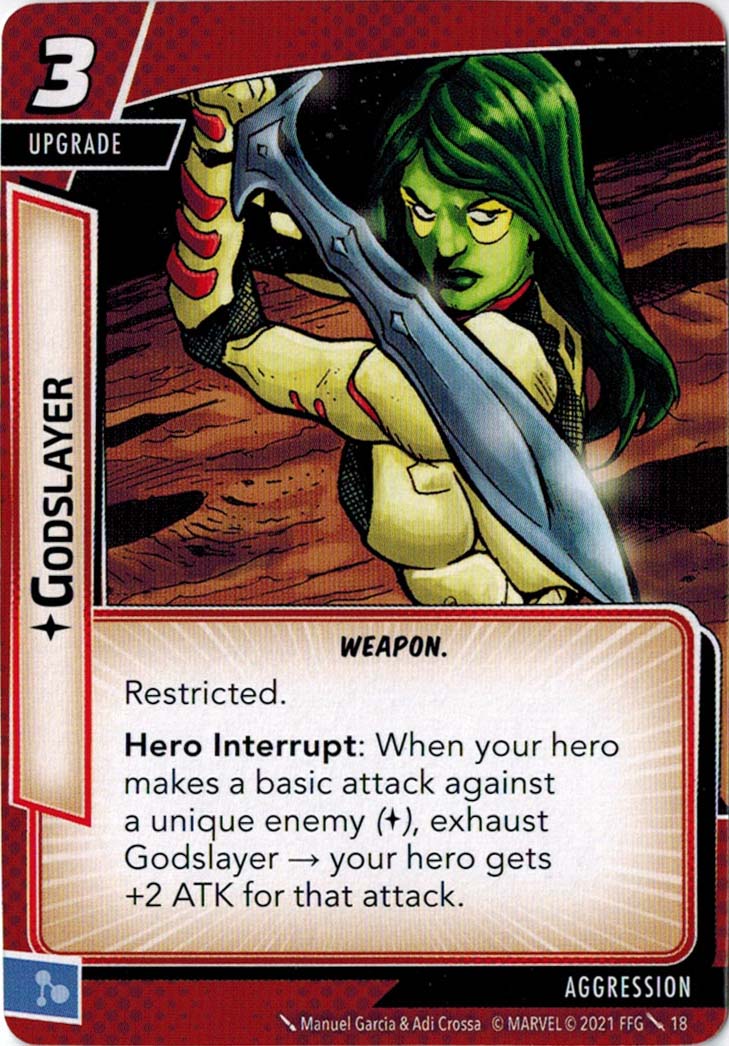 3
UPGRADE
✦GODSLAYER
WEAPON.
Restricted.
Hero Interrupt: When your hero
makes a basic attack against
a unique enemy (✦), exhaust
Godslayer → your hero gets
+2 ATK for that attack.
AGGRESSION
Manuel Garcia & Adi Crossa © MARVEL © 2021 FFG 18